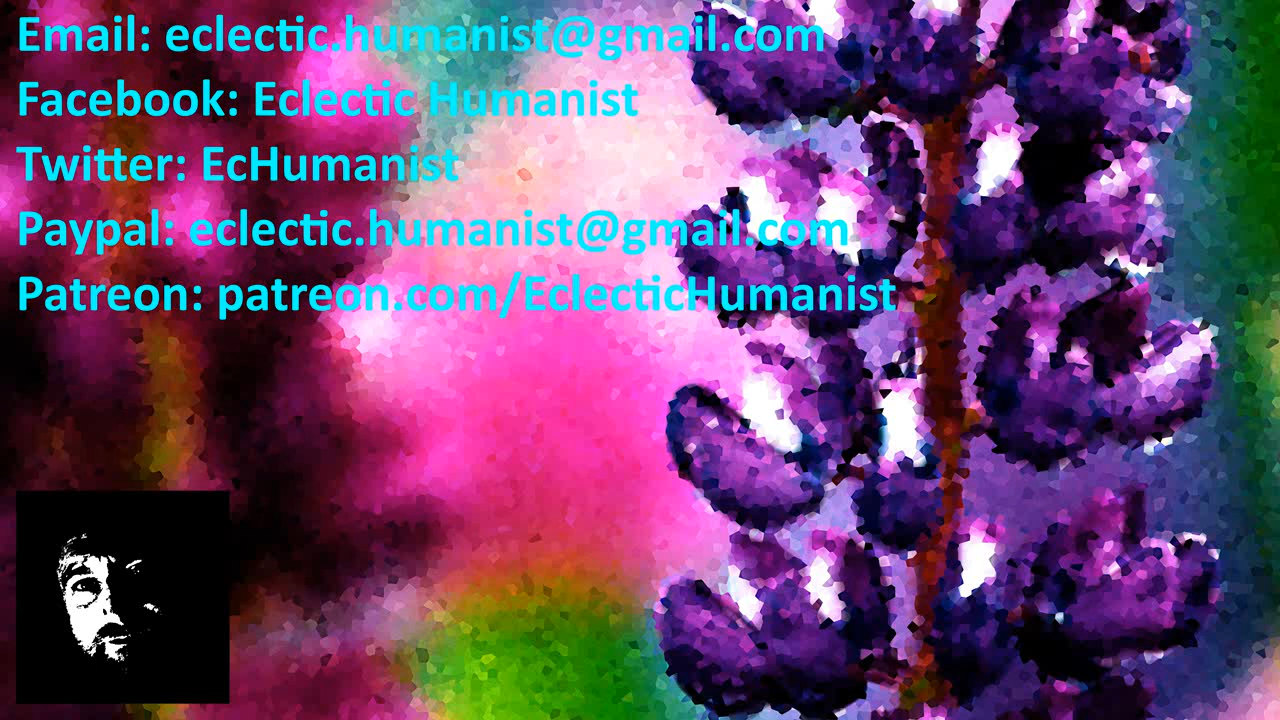 Email: eclectic.humanist@gmail.com
Facebook: Eclectic Humanist
Twitter: EcHumanist
Paypal: eclectic.humanist@gmail.com
Patreon: patreon.com/EclecticHumanist